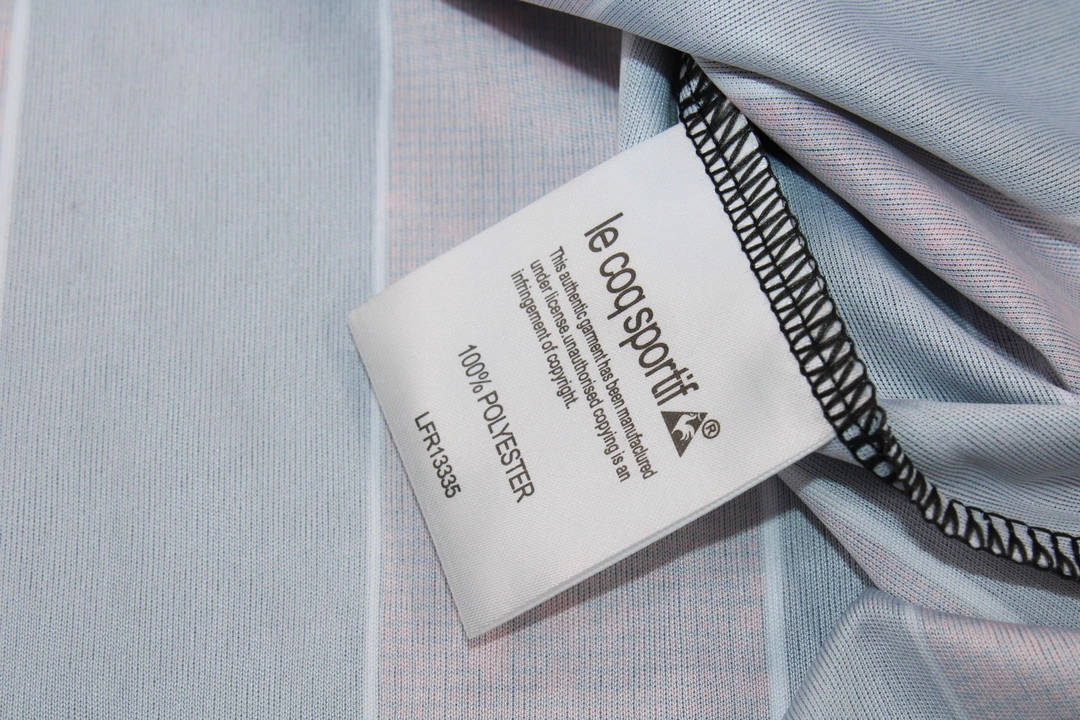 le coq sportif ®
This authentic garment has been manufactured
under license.unauthorised copying is an
infringement of copyright.
100% POLYESTER
LFR13335